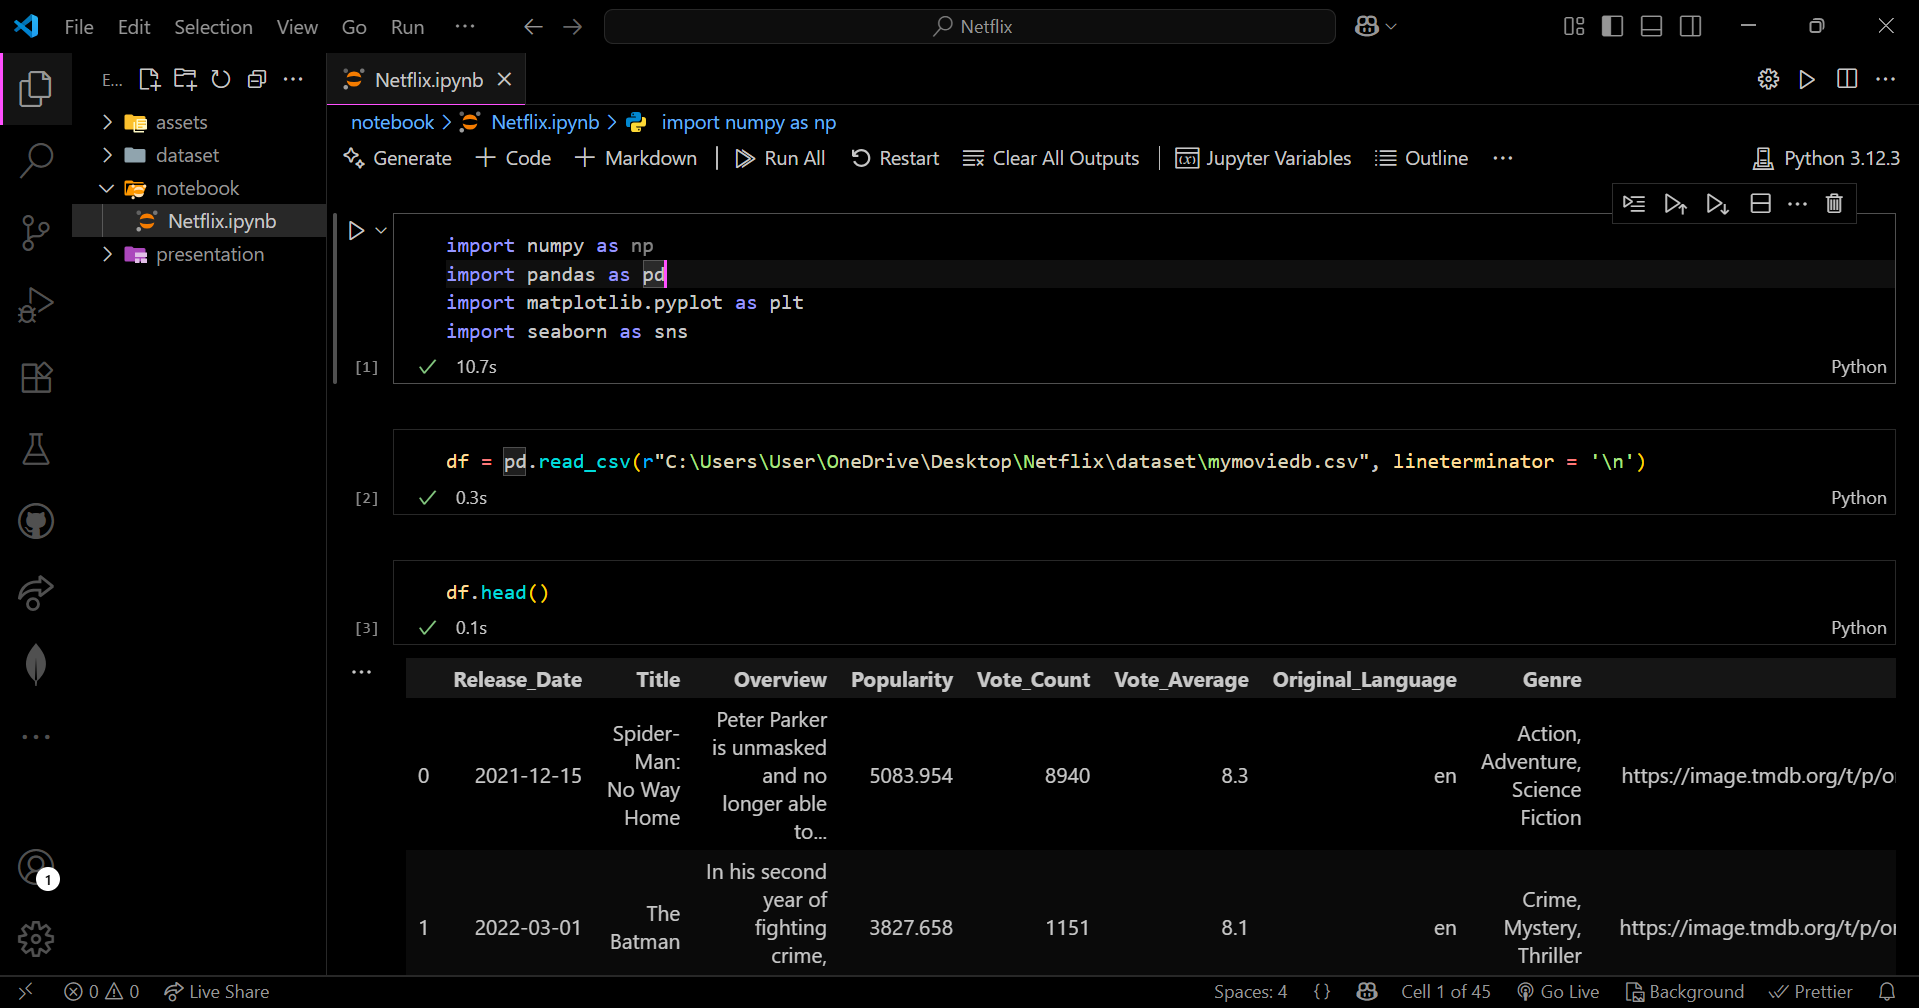 File Edit Selection View Go Run ··· Netflix
E... Netflix.ipynb
assets
dataset
notebook
Netflix.ipynb
presentation
notebook > Netflix.ipynb > import numpy as np
Generate + Code + Markdown | Run All Restart Clear All Outputs | Jupyter Variables Outline ··· Python 3.12.3
import numpy as np
import pandas as pd
import matplotlib.pyplot as plt
import seaborn as sns
[1] ✓ 10.7s Python
df = pd.read_csv(r"C:\Users\User\OneDrive\Desktop\Netflix\dataset\mymoviedb.csv", lineterminator = '\n')
[2] ✓ 0.3s Python
df.head()
[3] ✓ 0.1s Python
Release_Date Title Overview Popularity Vote_Count Vote_Average Original_Language Genre
0 2021-12-15 Spider-Man: No Way Home Peter Parker is unmasked and no longer able to... 5083.954 8940 8.3 en Action, Adventure, Science Fiction https://image.tmdb.org/t/p/o
1 2022-03-01 The Batman In his second year of fighting crime, 3827.658 1151 8.1 en Crime, Mystery, Thriller https://image.tmdb.org/t/p/o
1
0 0 Live Share Spaces: 4 {} Cell 1 of 45 Go Live Background Prettier